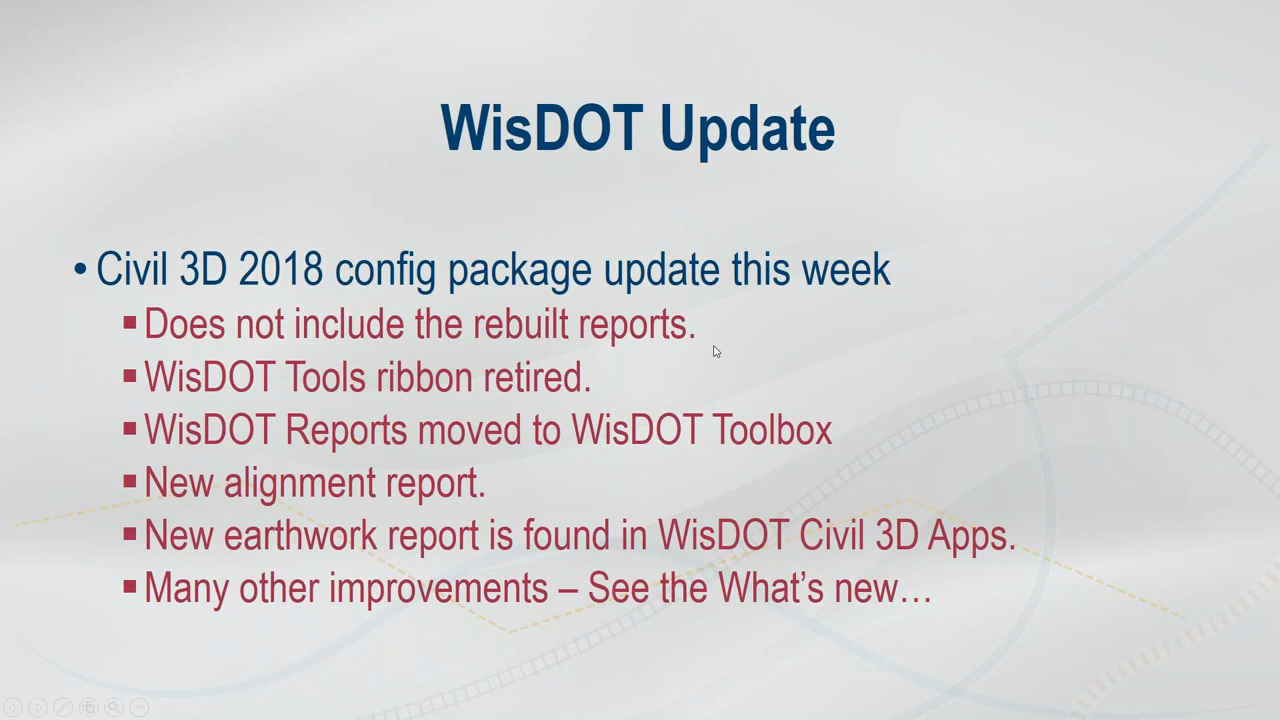 WisDOT Update
• Civil 3D 2018 config package update this week
▪ Does not include the rebuilt reports.
▪ WisDOT Tools ribbon retired.
▪ WisDOT Reports moved to WisDOT Toolbox
▪ New alignment report.
▪ New earthwork report is found in WisDOT Civil 3D Apps.
▪ Many other improvements – See the What’s new…